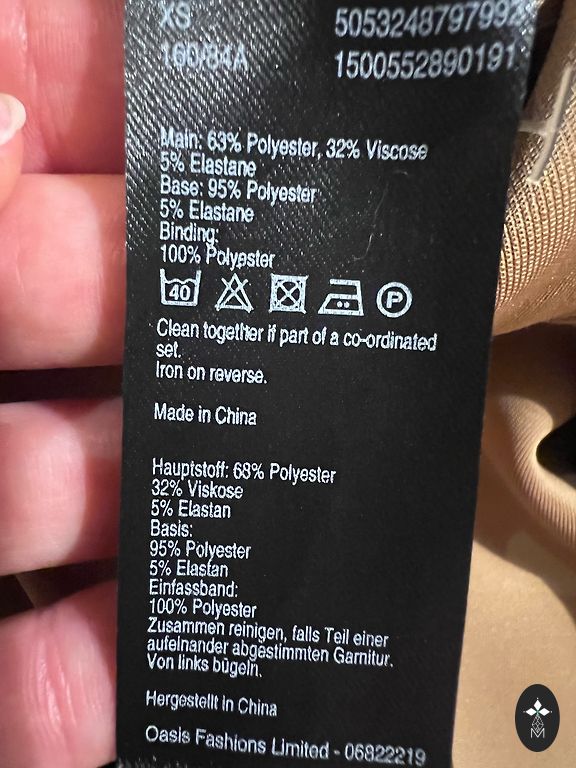 XS 5053248797992
160/84A 1500552890191
Main: 63% Polyester, 32% Viscose
5% Elastane
Base: 95% Polyester
5% Elastane
Binding:
100% Polyester
40 P
Clean together if part of a co-ordinated
set.
Iron on reverse.
Made in China
Hauptstoff: 68% Polyester
32% Viskose
5% Elastan
Basis:
95% Polyester
5% Elastan
Einfassband:
100% Polyester
Zusammen reinigen, falls Teil einer
aufeinander abgestimmten Garnitur.
Von links bügeln.
Hergestellt in China
Oasis Fashions Limited - 06822219
M